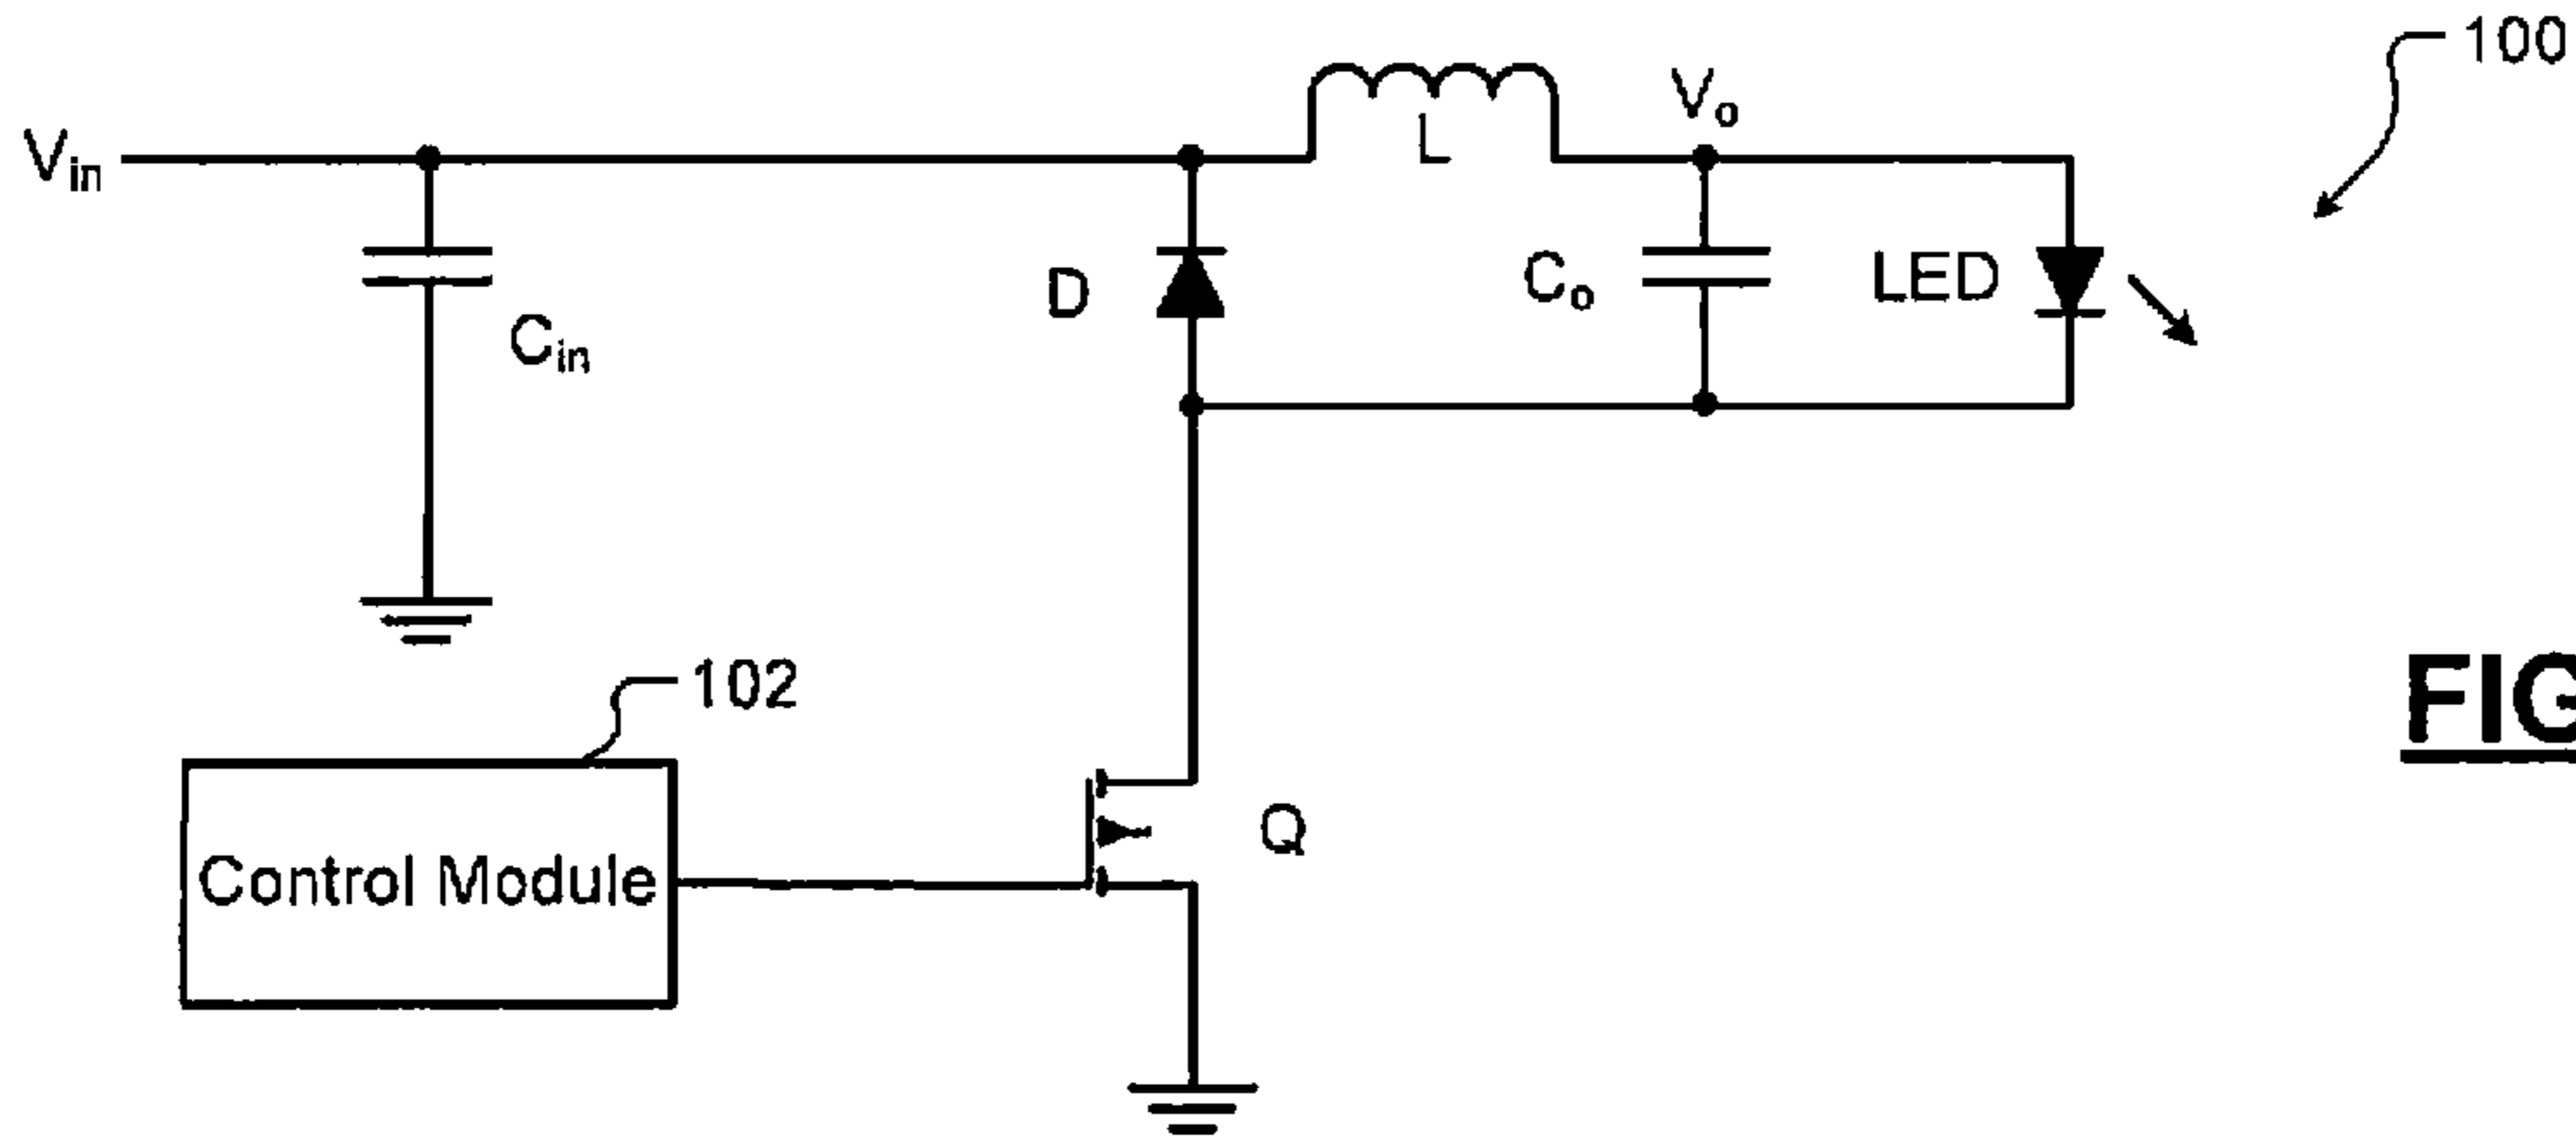 100
Vin
L
Vo
D
Co
LED
Cin
102
Q
Control Module
FIG